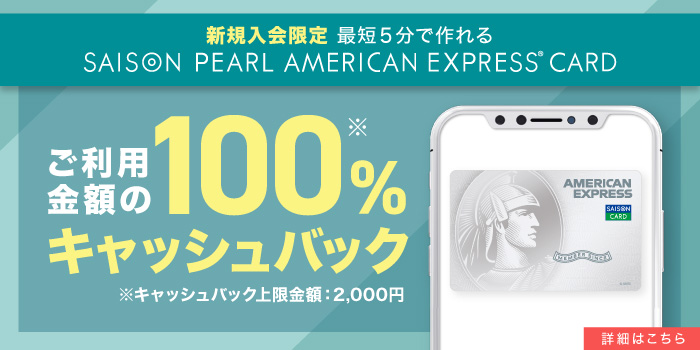 新規入会限定 最短5分で作れる
SAISON PEARL AMERICAN EXPRESS® CARD
ご利用
金額の
100%※
キャッシュバック
※キャッシュバック上限金額：2,000円
AMERICAN
EXPRESS
SAISON
CARD
MEMBER SINCE
詳細はこちら